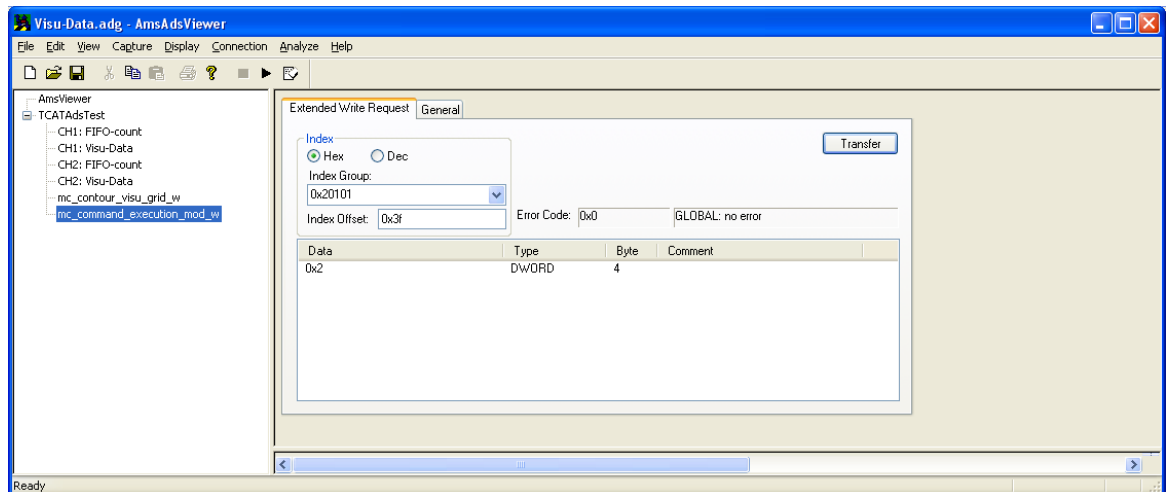 Visu-Data.adg - AmsAdsViewer
File Edit View Capture Display Connection Analyze Help
AmsViewer
TCATAdsTest
CH1: FIFO-count
CH1: Visu-Data
CH2: FIFO-count
CH2: Visu-Data
mc_contour_visu_grid_w
mc_command_execution_mod_w
Extended Write Request General
Index
Hex Dec
Transfer
Index Group:
0x20101
Index Offset: 0x3f Error Code: 0x0 GLOBAL: no error
Data Type Byte Comment
0x2 DWORD 4
Ready